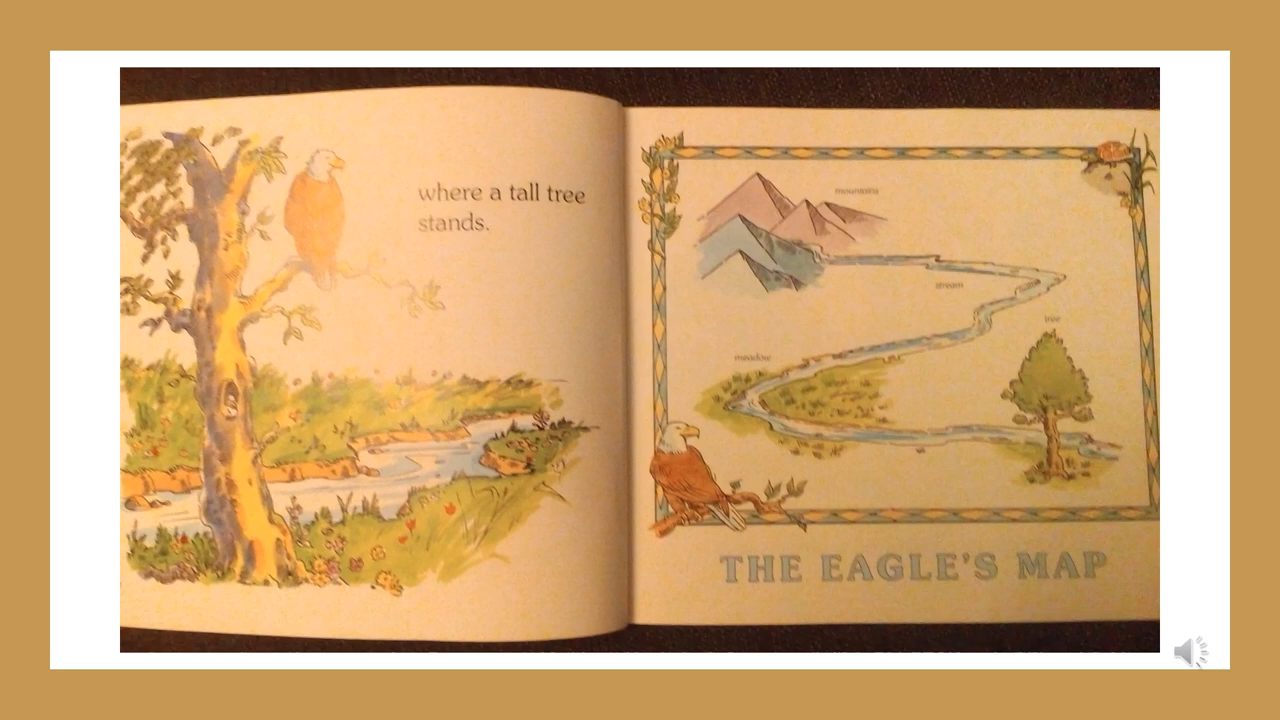 where a tall tree
stands.
mountains
stream
tree
meadow
THE EAGLE'S MAP